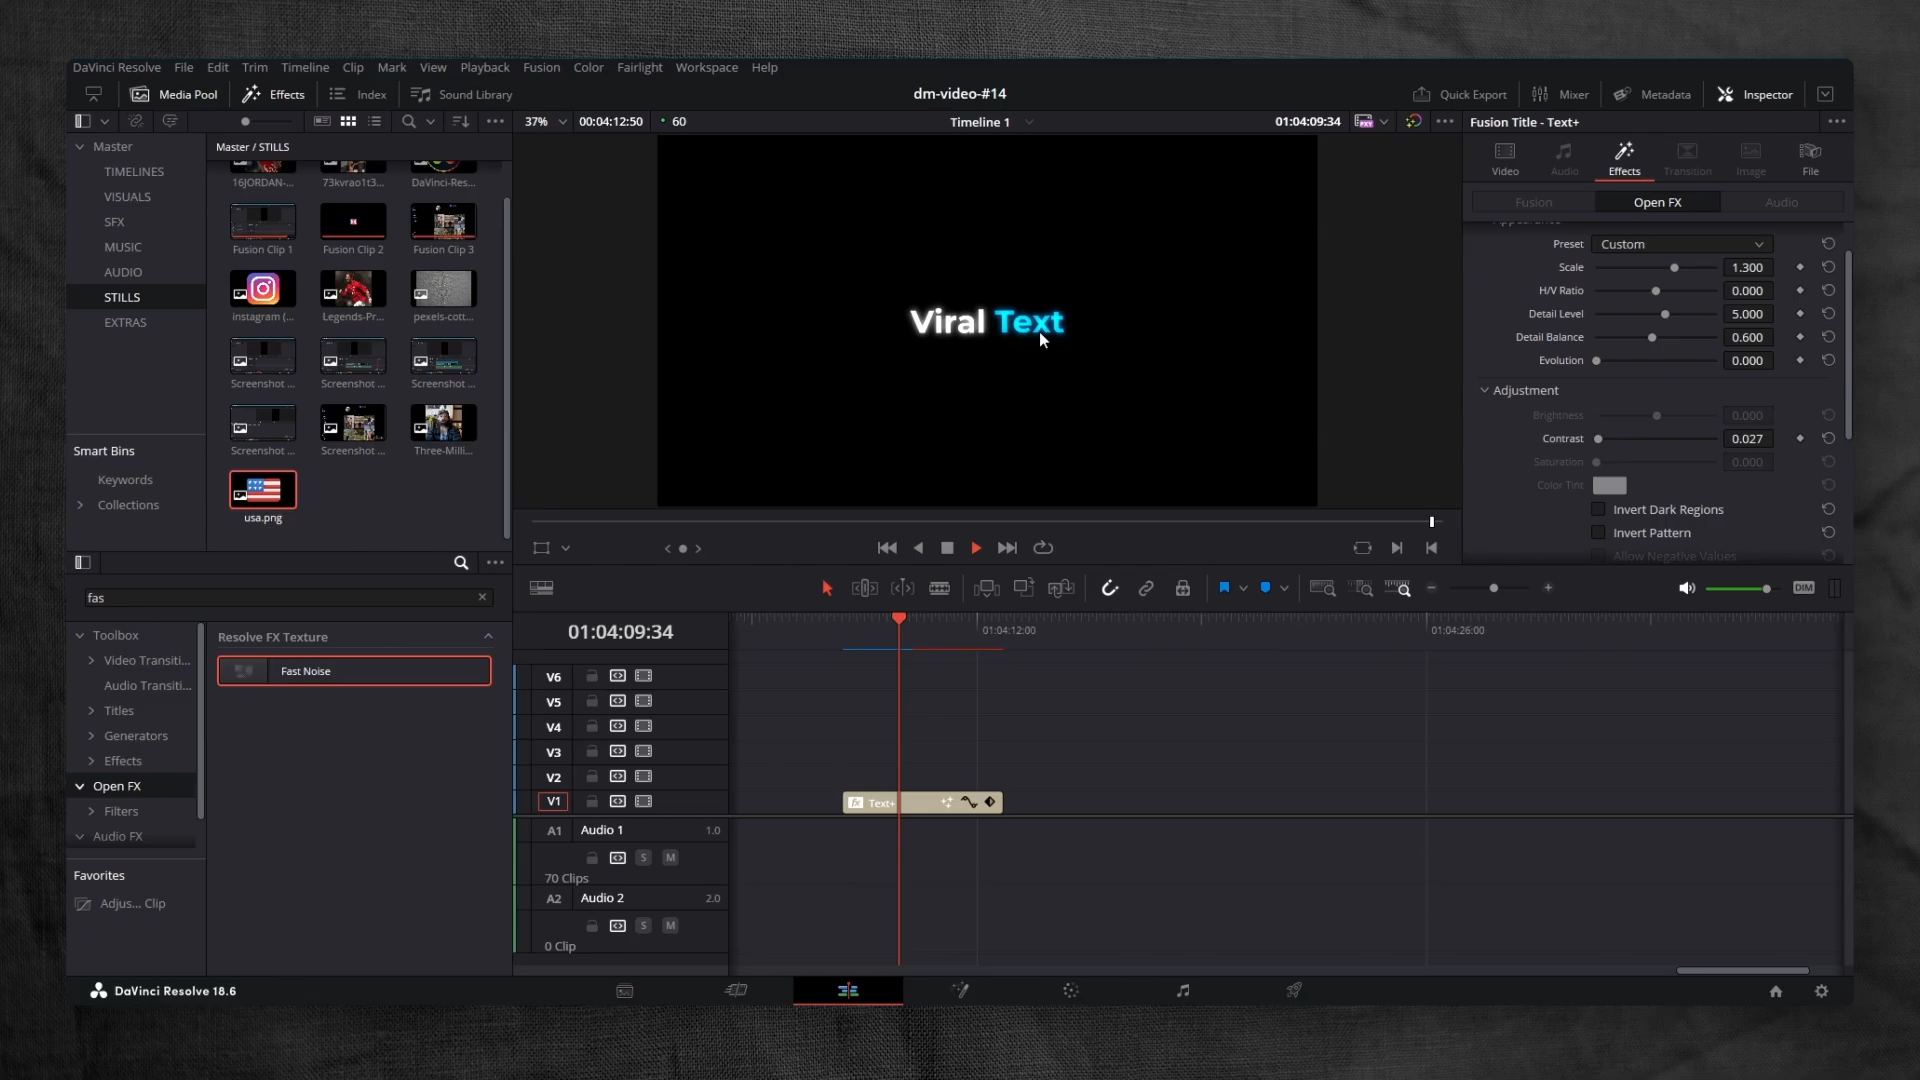 DaVinci Resolve File Edit Trim Timeline Clip Mark View Playback Fusion Color Fairlight Workspace Help
Media Pool Effects Index Sound Library dm-video-#14 Quick Export Mixer Metadata Inspector
37% 00:04:12:50 60 Timeline 1 01:04:09:34 Fusion Title - Text+
Master
TIMELINES
VISUALS
SFX
MUSIC
AUDIO
STILLS
EXTRAS
Smart Bins
Keywords
Collections
Master / STILLS
16JORDAN-... 73kvrao1t3... DaVinci-Res...
Fusion Clip 1 Fusion Clip 2 Fusion Clip 3
instagram (... Legends-Pr... pexels-cott...
Screenshot ... Screenshot ... Screenshot ...
Screenshot ... Screenshot ... Three-Milli...
usa.png
Viral Text
Video Audio Effects Transition Image File
Fusion Open FX Audio
Preset Custom
Scale 1.300
H/V Ratio 0.000
Detail Level 5.000
Detail Balance 0.600
Evolution 0.000
Adjustment
Brightness 0.000
Contrast 0.027
Saturation 0.000
Color Tint
Invert Dark Regions
Invert Pattern
Allow Negative Values
fas
Toolbox
Video Transiti...
Audio Transiti...
Titles
Generators
Effects
Open FX
Filters
Audio FX
Favorites
Adjus... Clip
Resolve FX Texture
Fast Noise
DIM
01:04:09:34 01:04:12:00 01:04:26:00
V6
V5
V4
V3
V2
V1 fx Text+
A1 Audio 1 1.0
S M
70 Clips
A2 Audio 2 2.0
S M
0 Clip
DaVinci Resolve 18.6